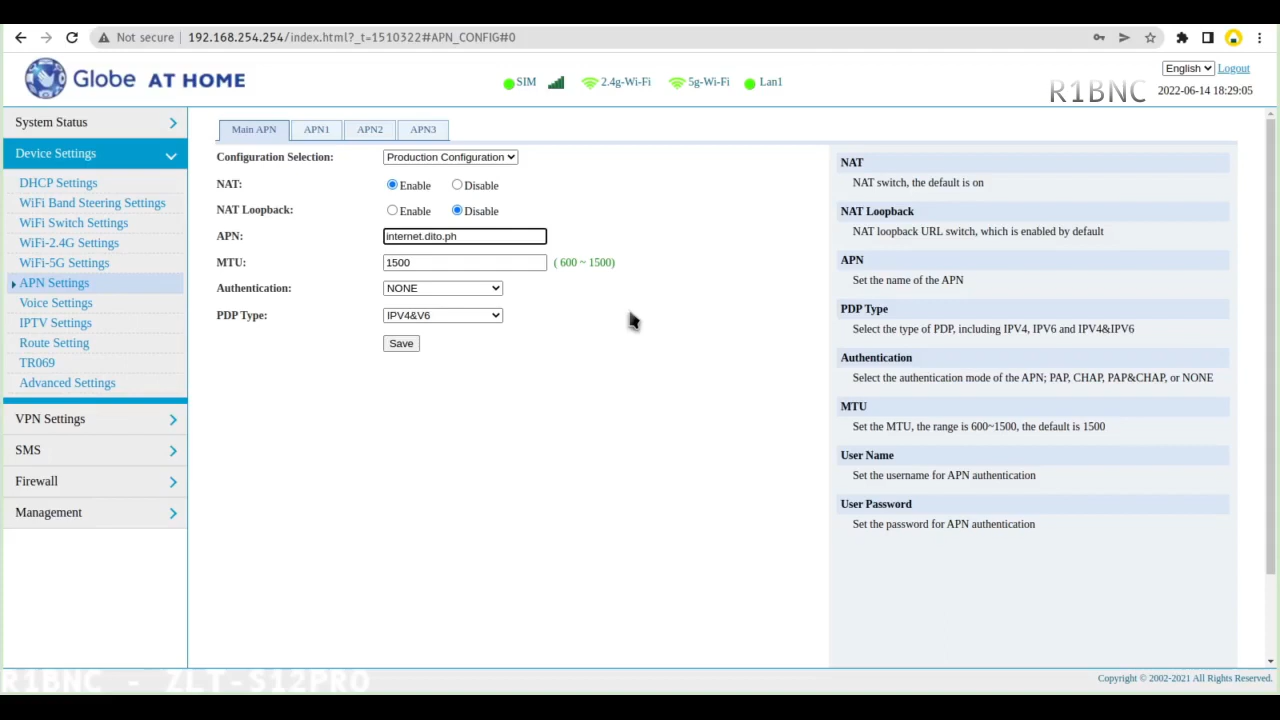 Not secure 192.168.254.254/index.html?_t=1510322#APN_CONFIG#0
Globe AT HOME
SIM 2.4g-Wi-Fi 5g-Wi-Fi Lan1
English Logout
R1BNC 2022-06-14 18:29:05
System Status
Device Settings
DHCP Settings
WiFi Band Steering Settings
WiFi Switch Settings
WiFi-2.4G Settings
WiFi-5G Settings
APN Settings
Voice Settings
IPTV Settings
Route Setting
TR069
Advanced Settings
VPN Settings
SMS
Firewall
Management
Main APN APN1 APN2 APN3
Configuration Selection: Production Configuration
NAT: Enable Disable
NAT Loopback: Enable Disable
APN: internet.dito.ph
MTU: 1500 ( 600 ~ 1500)
Authentication: NONE
PDP Type: IPV4&V6
Save
NAT
NAT switch, the default is on
NAT Loopback
NAT loopback URL switch, which is enabled by default
APN
Set the name of the APN
PDP Type
Select the type of PDP, including IPV4, IPV6 and IPV4&IPV6
Authentication
Select the authentication mode of the APN; PAP, CHAP, PAP&CHAP, or NONE
MTU
Set the MTU, the range is 600~1500, the default is 1500
User Name
Set the username for APN authentication
User Password
Set the password for APN authentication
R1BNC - ZLT-S12PRO
Copyright © 2002-2021 All Rights Reserved.